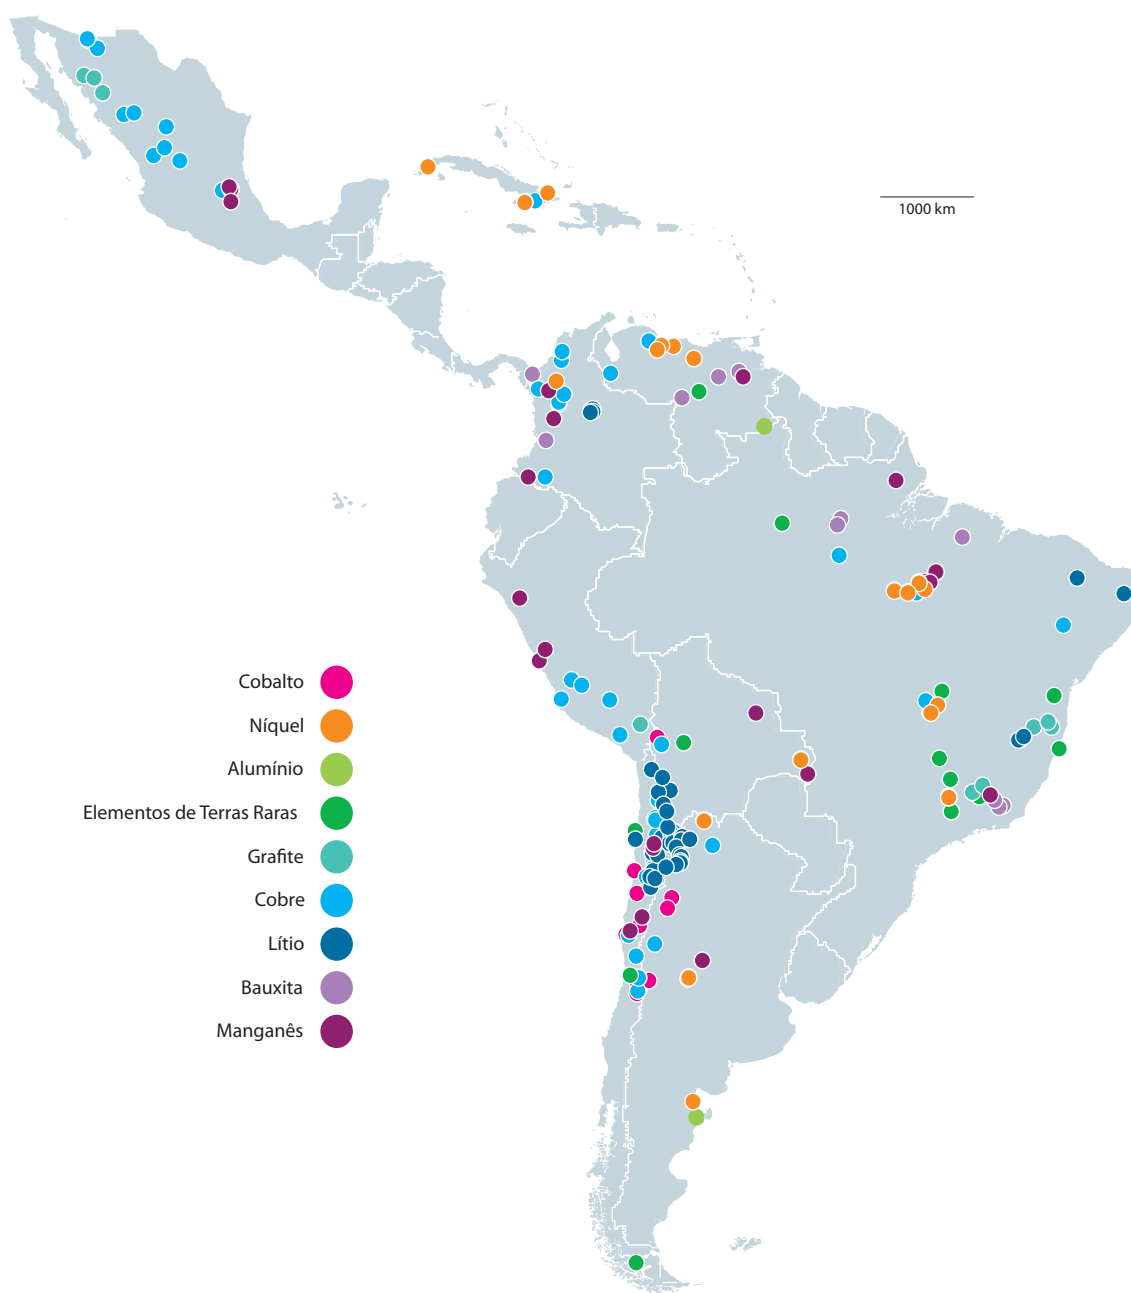 1000 km
Cobalto
Níquel
Alumínio
Elementos de Terras Raras
Grafite
Cobre
Lítio
Bauxita
Manganês